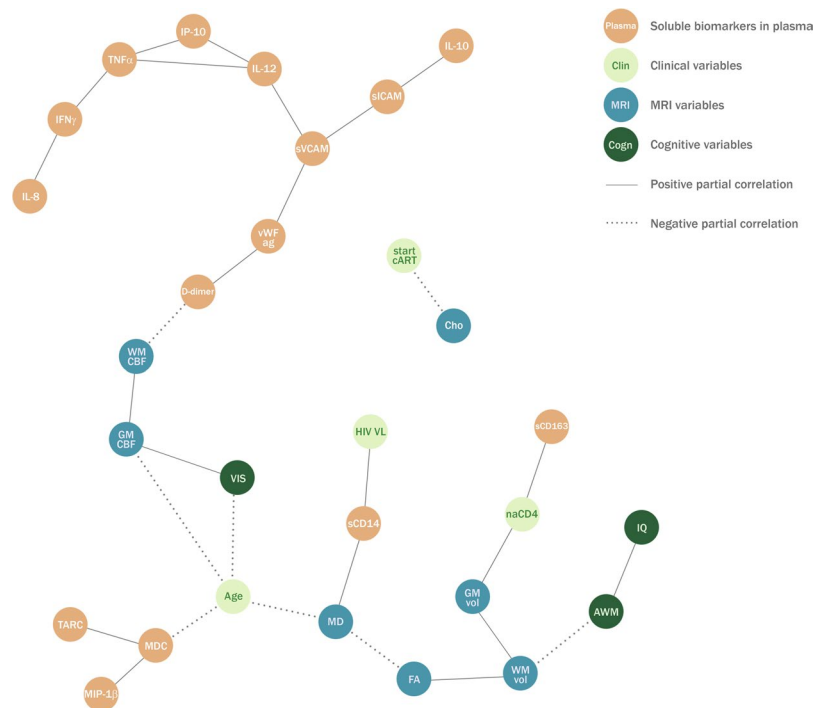 IP-10
TNFα
IL-12
IL-10
sICAM
IFNγ
sVCAM
IL-8
vWF
ag
start
cART
D-dimer
Cho
WM
CBF
GM
CBF
HIV VL
sCD163
VIS
sCD14
naCD4
IQ
Age
GM
vol
AWM
TARC
MD
MDC
FA
WM
vol
MIP-1β
Plasma Soluble biomarkers in plasma
Clin Clinical variables
MRI MRI variables
Cogn Cognitive variables
Positive partial correlation
Negative partial correlation